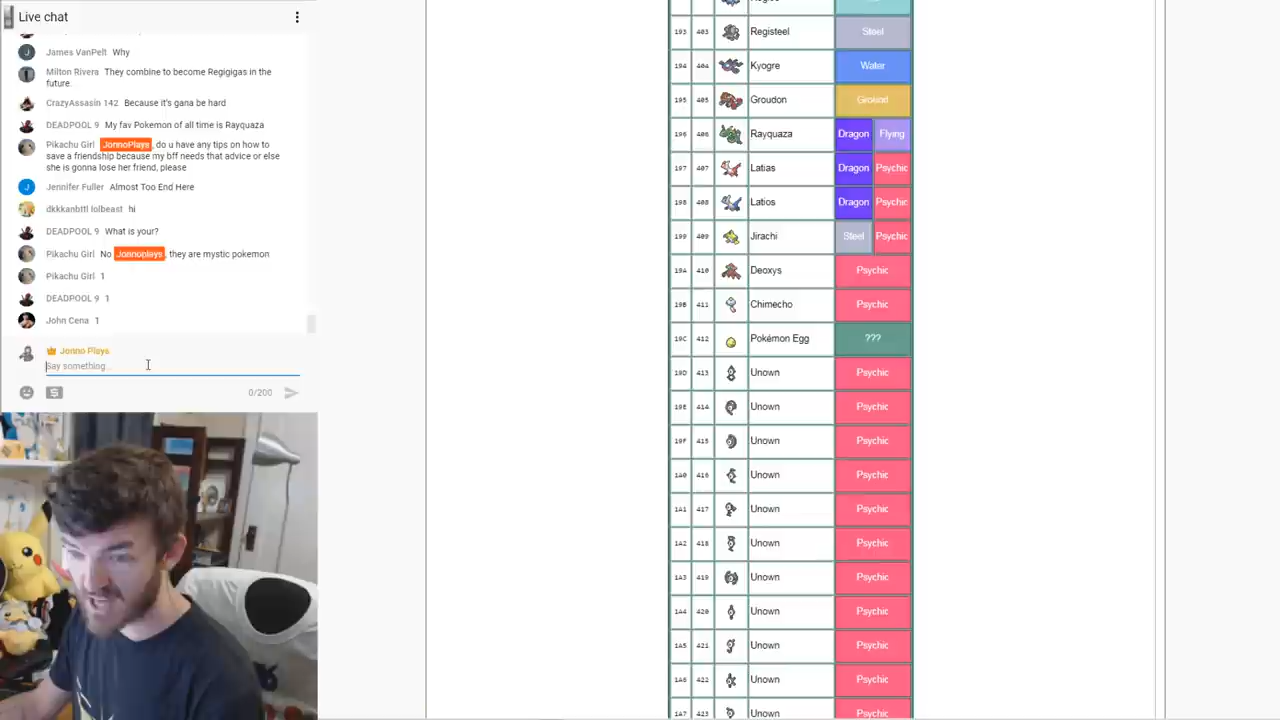 Live chat
James VanPelt Why
Milton Rivera They combine to become Regigigas in the
future.
CrazyAssasin 142 Because it's gana be hard
DEADPOOL 9 My fav Pokemon of all time is Rayquaza
Pikachu Girl JonnoPlays, do u have any tips on how to
save a friendship because my bff needs that advice or else
she is gonna lose her friend, please
Jennifer Fuller Almost Too End Here
dkkkanbttl lolbeast hi
DEADPOOL 9 What is your?
Pikachu Girl No Jonnoplays, they are mystic pokemon
Pikachu Girl 1
DEADPOOL 9 1
John Cena 1
Jonno Plays
Say something...
0/200
193 403 Registeel Steel
194 404 Kyogre Water
195 405 Groudon Ground
196 406 Rayquaza Dragon Flying
197 407 Latias Dragon Psychic
198 408 Latios Dragon Psychic
199 409 Jirachi Steel Psychic
19A 410 Deoxys Psychic
19B 411 Chimecho Psychic
19C 412 Pokémon Egg ???
19D 413 Unown Psychic
19E 414 Unown Psychic
19F 415 Unown Psychic
1A0 416 Unown Psychic
1A1 417 Unown Psychic
1A2 418 Unown Psychic
1A3 419 Unown Psychic
1A4 420 Unown Psychic
1A5 421 Unown Psychic
1A6 422 Unown Psychic
1A7 423 Unown Psychic